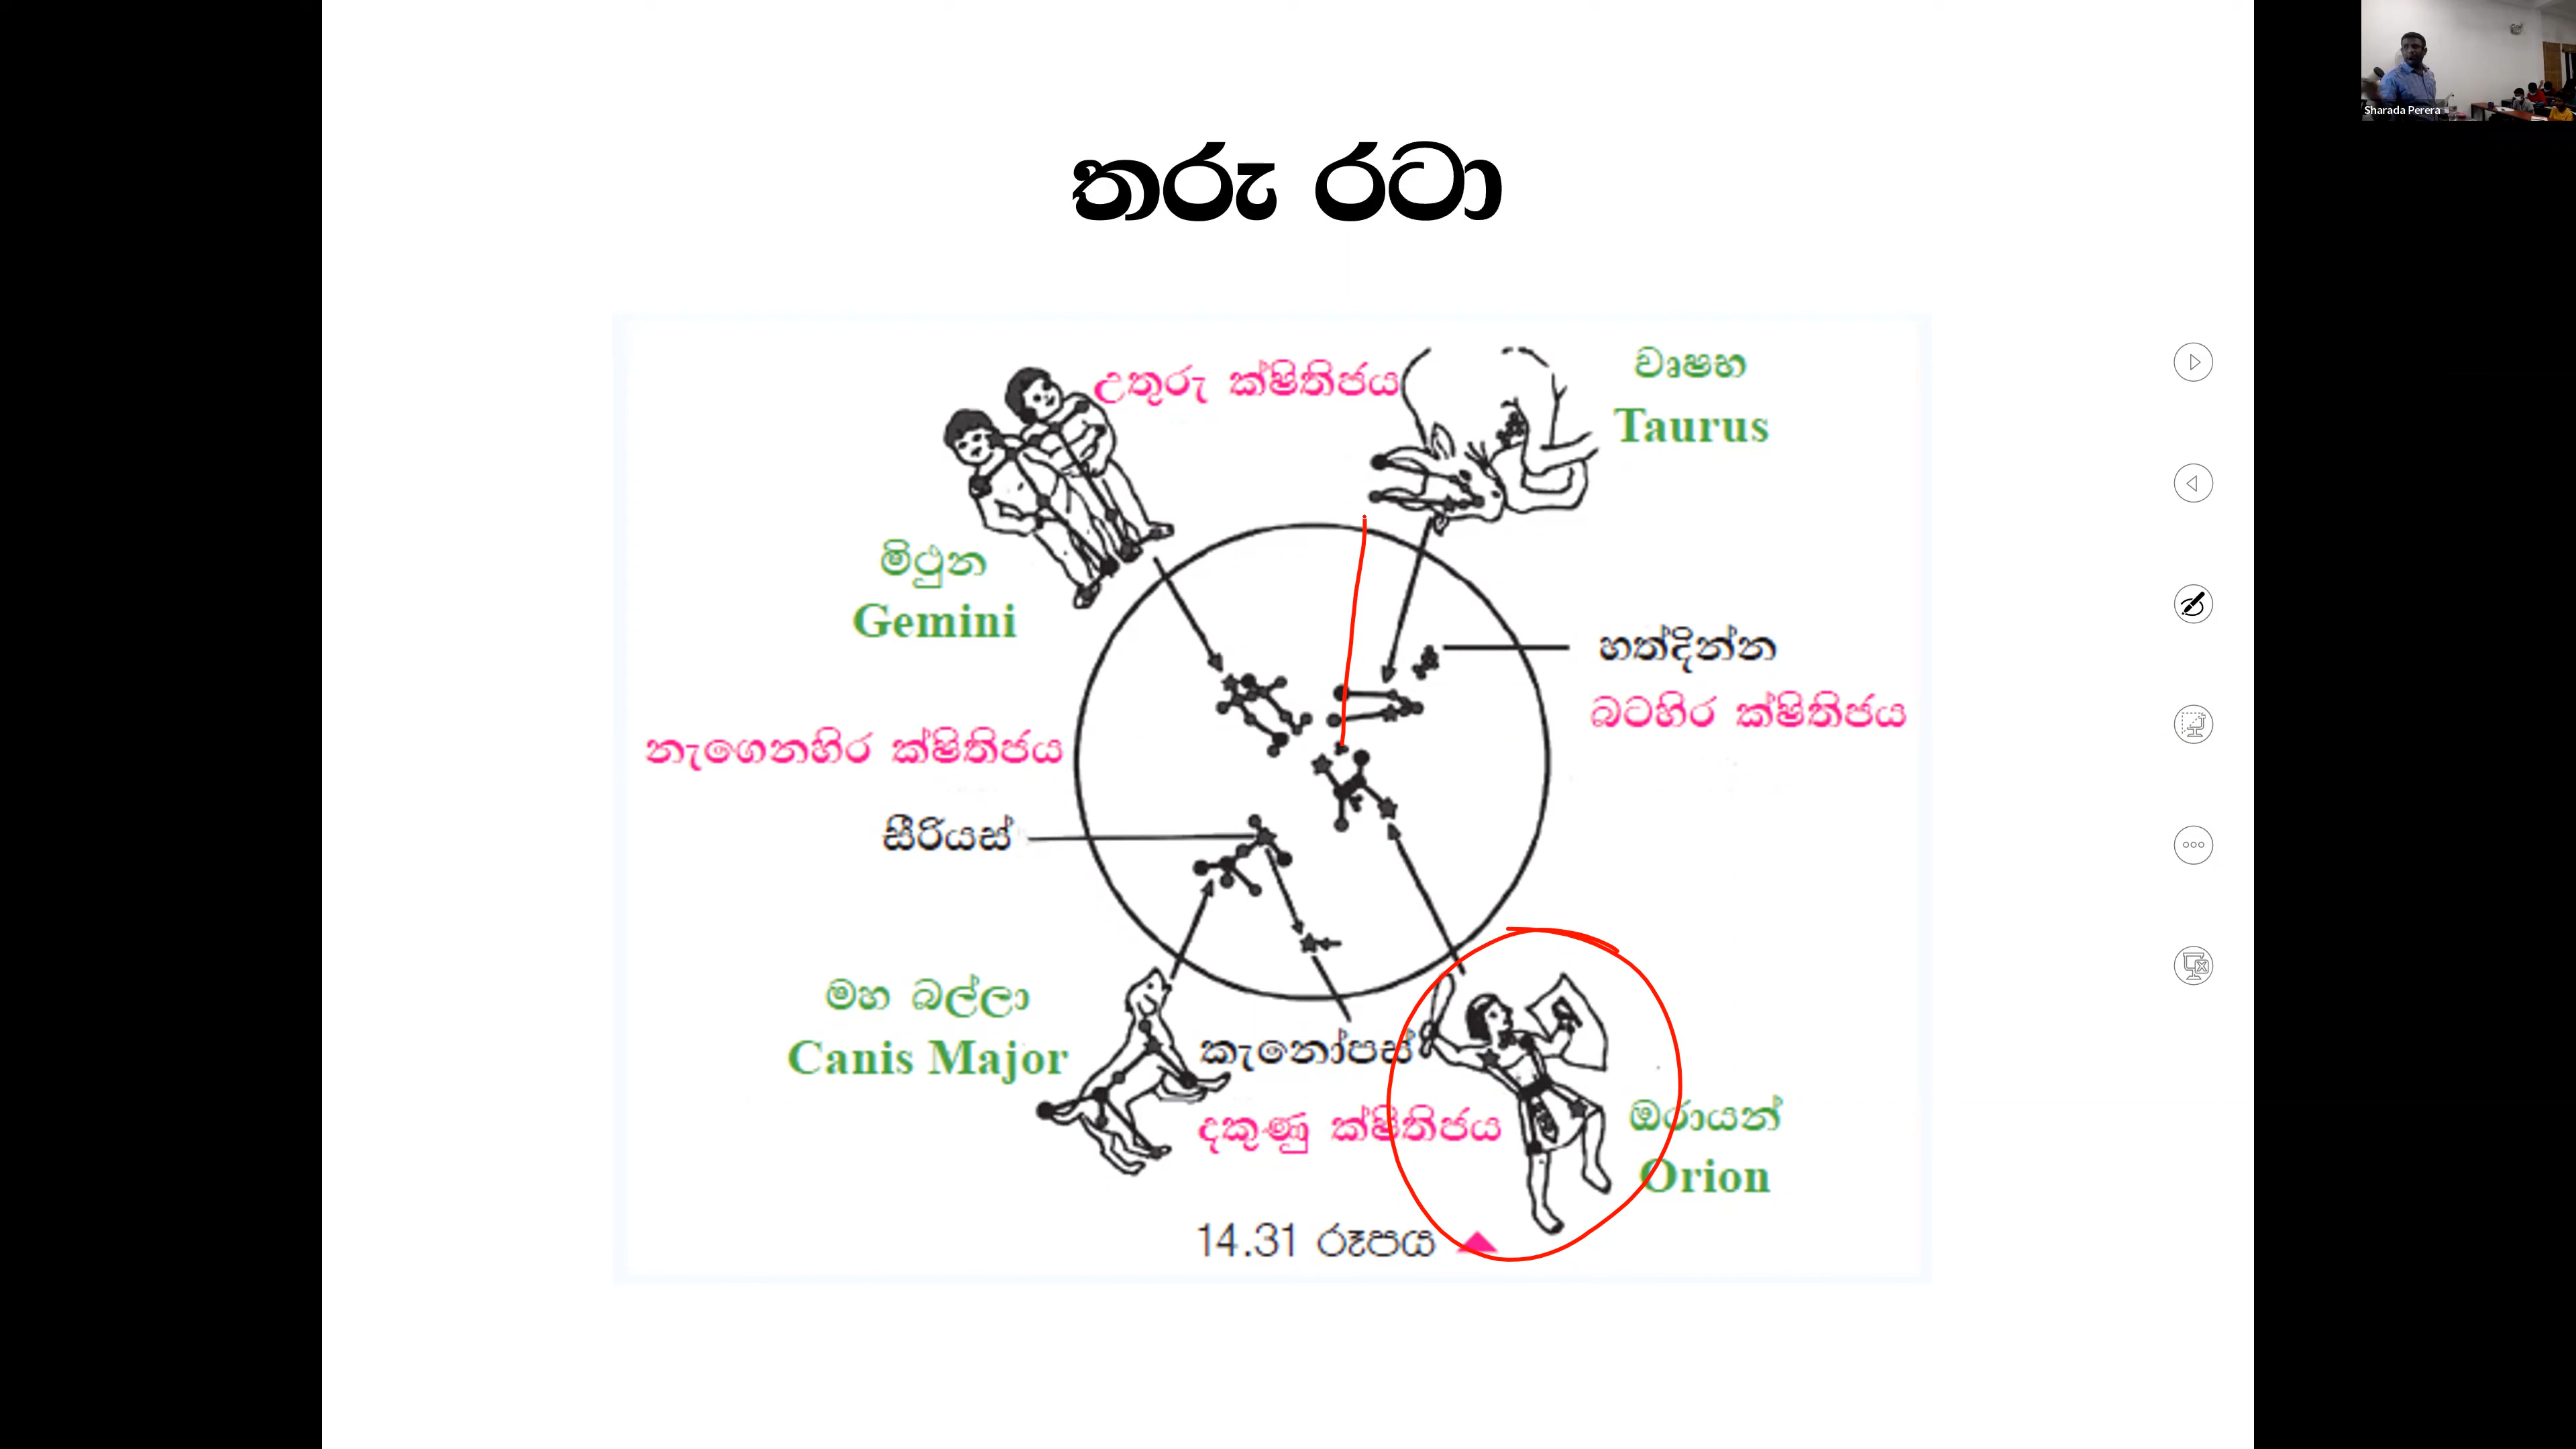 Sharada Perera
තරු රටා
උතුරු ක්ෂිතිජය
වෘෂභ
Taurus
මිථුන
Gemini
හත්දින්න
බටහිර ක්ෂිතිජය
නැගෙනහිර ක්ෂිතිජය
සීරියස්
මහ බල්ලා
Canis Major
කැනෝපස්
දකුණු ක්ෂිතිජය
ඔරායන්
Orion
14.31 රූපය